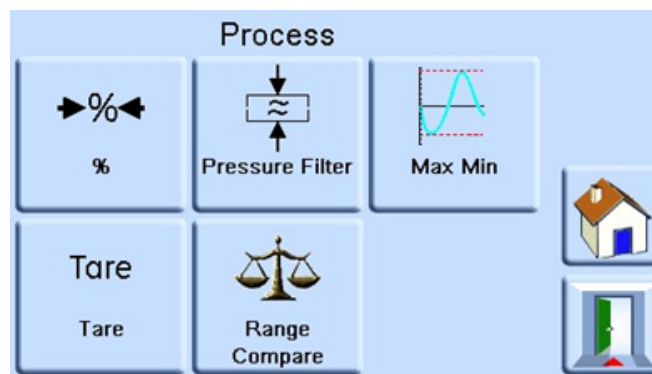 Process
%
%
Pressure Filter
Max Min
Tare
Tare
Range
Compare